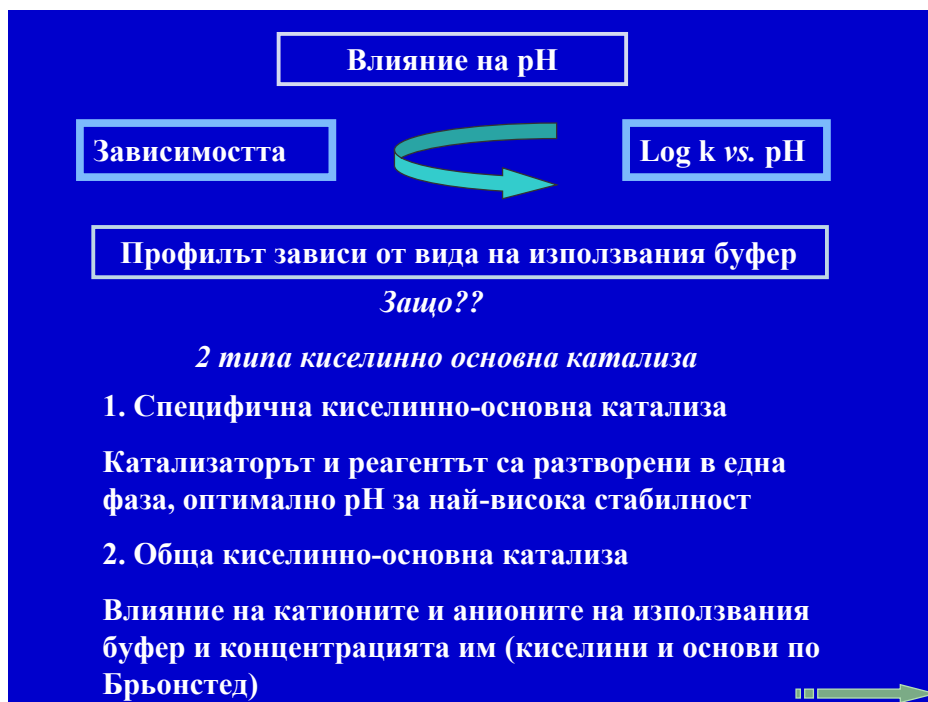 Влияние на pH
Зависимостта
Log k vs. pH
Профилът зависи от вида на използвания буфер
Защо??
2 типа киселинно основна катализа
1. Специфична киселинно-основна катализа
Катализаторът и реагентът са разтворени в една
фаза, оптимално pH за най-висока стабилност
2. Обща киселинно-основна катализа
Влияние на катионите и анионите на използвания
буфер и концентрацията им (киселини и основи по
Брьонстед)